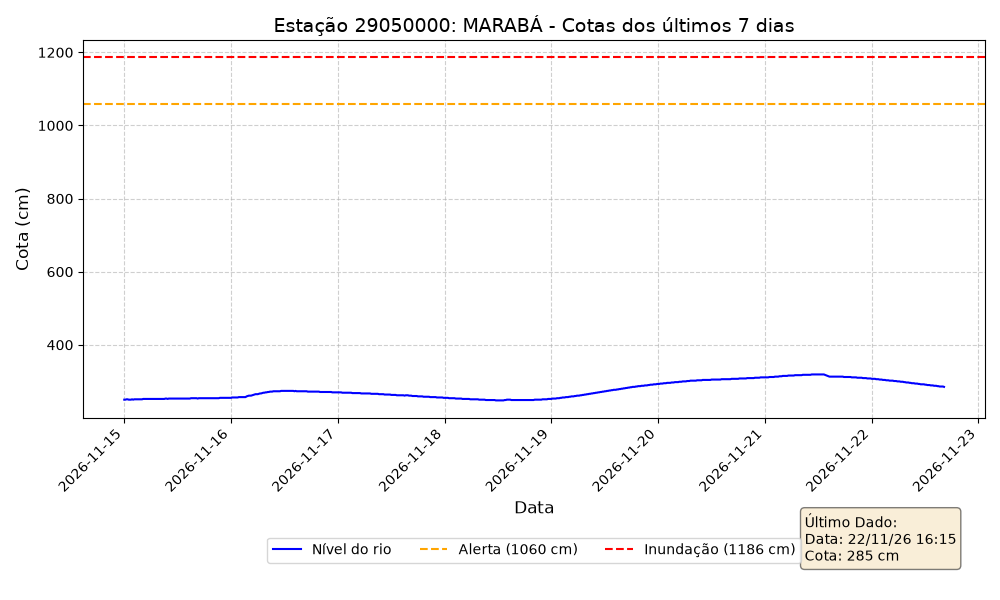 Estação 29050000: MARABÁ - Cotas dos últimos 7 dias
Cota (cm)
1200
1000
800
600
400
2026-11-15
2026-11-16
2026-11-17
2026-11-18
2026-11-19
2026-11-20
2026-11-21
2026-11-22
2026-11-23
Data
Nível do rio
Alerta (1060 cm)
Inundação (1186 cm)
Último Dado:
Data: 22/11/26 16:15
Cota: 285 cm